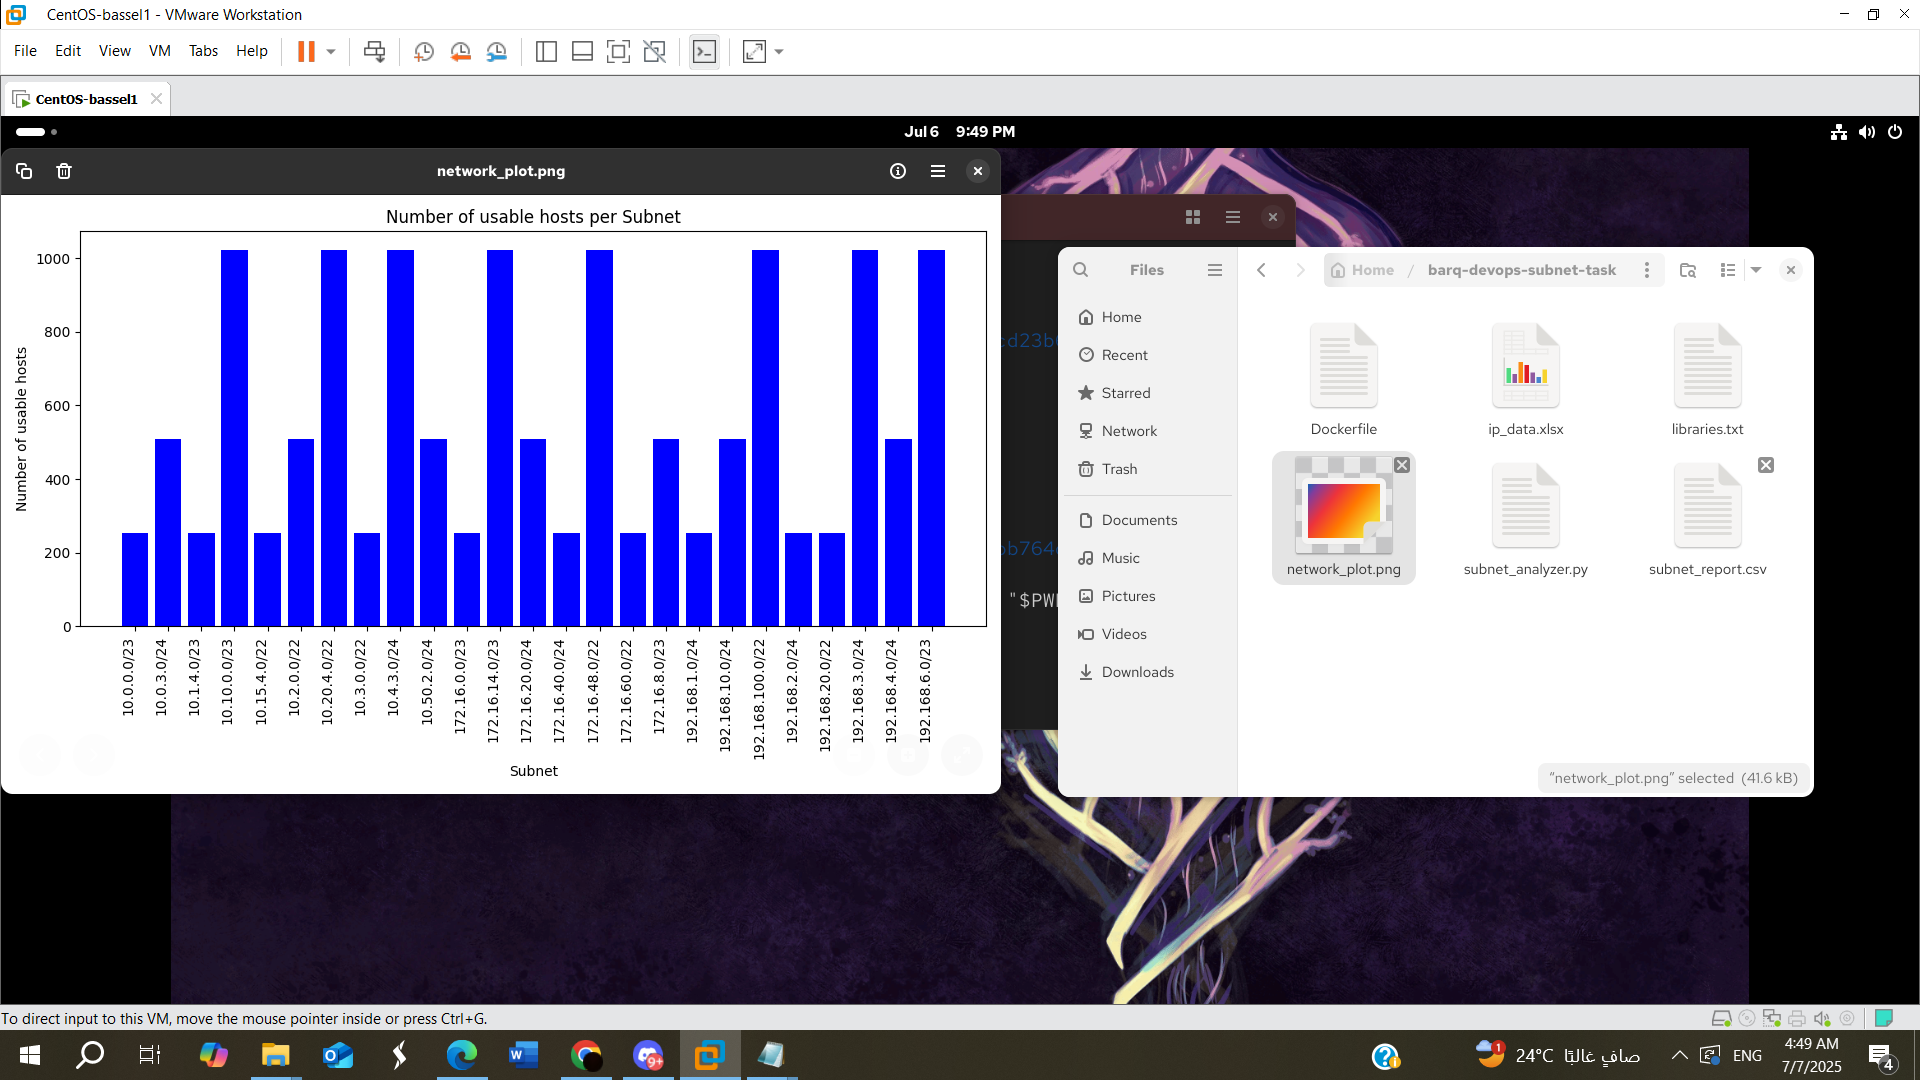 CentOS-bassel1 - VMware Workstation
File Edit View VM Tabs Help
CentOS-bassel1
Jul 6 9:49 PM
network_plot.png
Number of usable hosts per Subnet
Number of usable hosts
1000
800
600
400
200
0
10.0.0.0/23
10.0.3.0/24
10.1.4.0/23
10.10.0.0/23
10.15.4.0/22
10.2.0.0/22
10.20.4.0/22
10.3.0.0/22
10.4.3.0/24
10.50.2.0/24
172.16.0.0/23
172.16.14.0/23
172.16.20.0/24
172.16.40.0/24
172.16.48.0/22
172.16.60.0/22
172.16.8.0/23
192.168.1.0/24
192.168.10.0/24
192.168.100.0/22
192.168.2.0/24
192.168.20.0/22
192.168.3.0/24
192.168.4.0/24
192.168.6.0/23
Subnet
"$PW
Files
Home / barq-devops-subnet-task
Home
Recent
Starred
Network
Trash
Documents
Music
Pictures
Videos
Downloads
Dockerfile
ip_data.xlsx
libraries.txt
network_plot.png
subnet_analyzer.py
subnet_report.csv
"network_plot.png" selected (41.6 kB)
To direct input to this VM, move the mouse pointer inside or press Ctrl+G.
9+
1
24°C صافٍ غالبًا
ENG
4:49 AM
7/7/2025
4